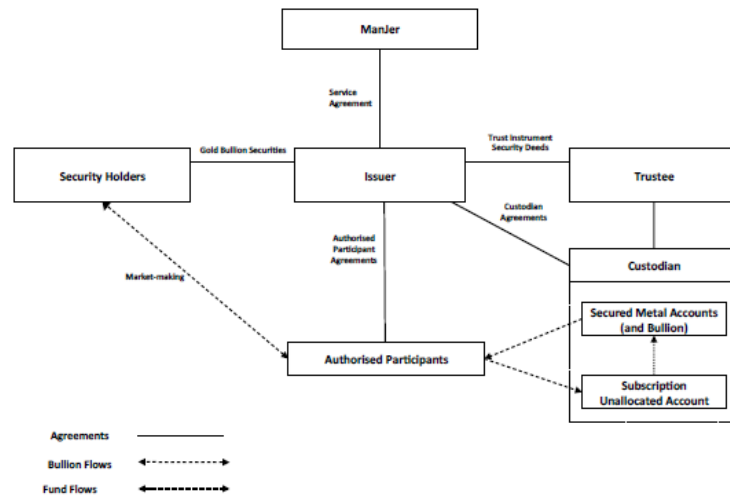 ManJer
Service
Agreement
Gold Bullion Securities
Trust Instrument
Security Deeds
Security Holders
Issuer
Trustee
Custodian
Agreements
Authorised
Participant
Agreements
Custodian
Market-making
Secured Metal Accounts
(and Bullion)
Authorised Participants
Subscription
Unallocated Account
Agreements
Bullion Flows
Fund Flows